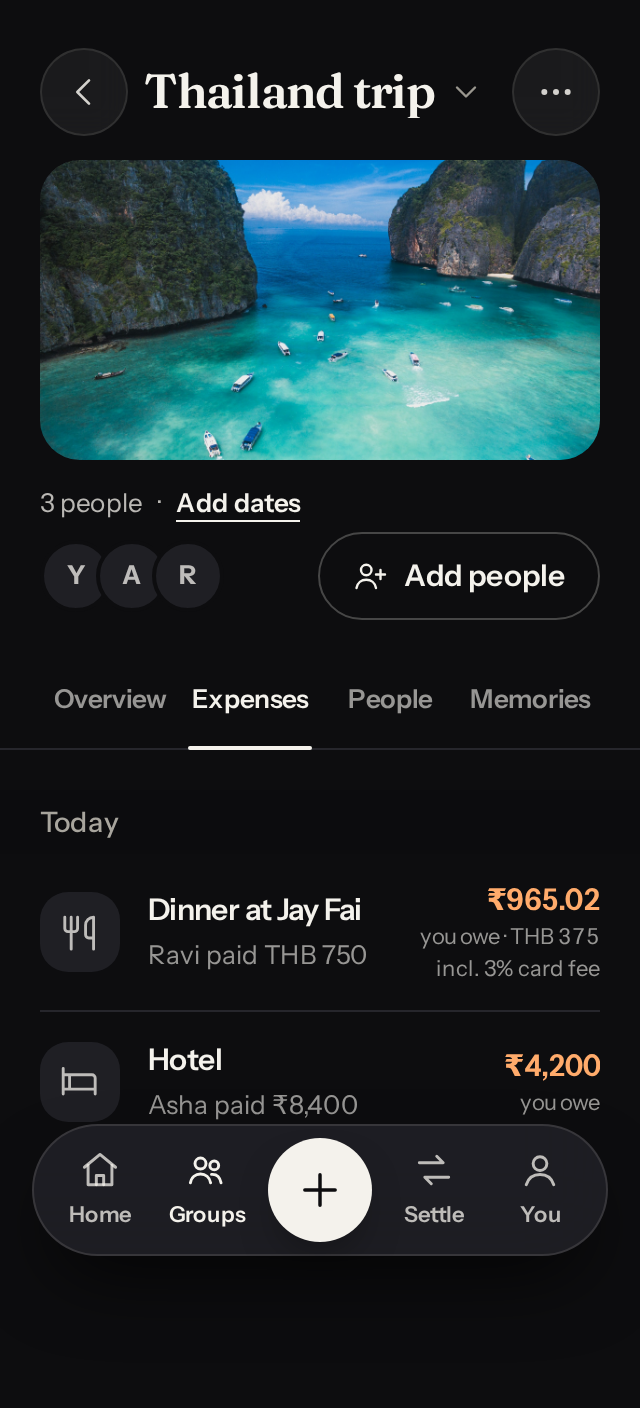 Thailand trip
3 people · Add dates
Y A R
Add people
Overview Expenses People Memories
Today
Dinner at Jay Fai
Ravi paid THB 750
₹965.02
you owe · THB 375
incl. 3% card fee
Hotel
Asha paid ₹8,400
₹4,200
you owe
Home Groups Settle You